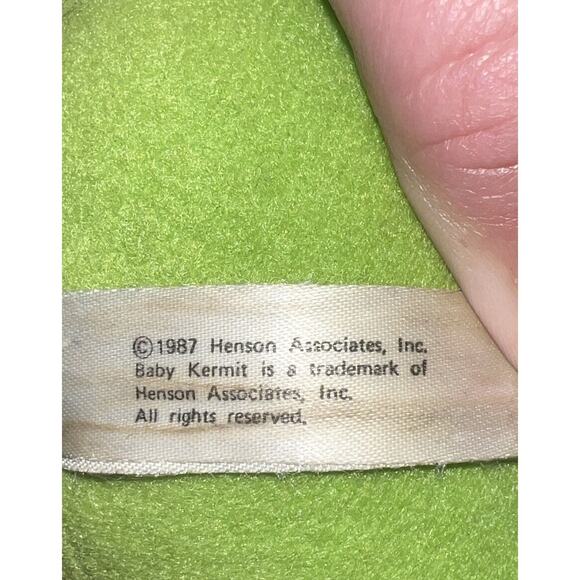 ©1987 Henson Associates, Inc.
Baby Kermit is a trademark of
Henson Associates, Inc.
All rights reserved.